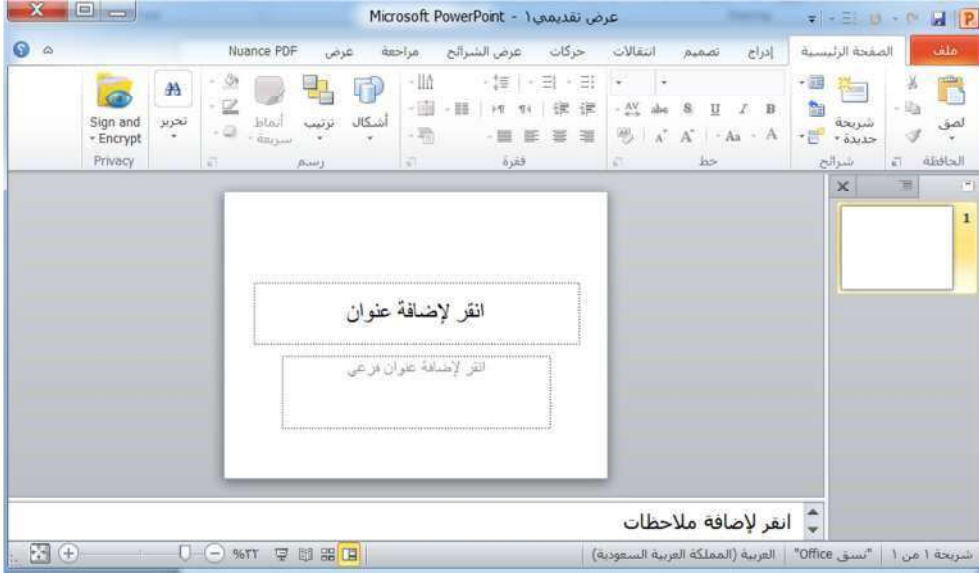 عرض تقديمي١ - Microsoft PowerPoint
ملف الصفحة الرئيسية إدراج تصميم انتقالات حركات عرض الشرائح مراجعة عرض Nuance PDF
لصق
شريحة جديدة
أشكال
ترتيب
أنماط سريعة
تحرير
Sign and Encrypt
الحافظة شرائح خط فقرة رسم Privacy
1
انقر لإضافة عنوان
انقر لإضافة عنوان فرعي
انقر لإضافة ملاحظات
شريحة ١ من ١ "نسق Office" العربية (المملكة العربية السعودية) %٢٢